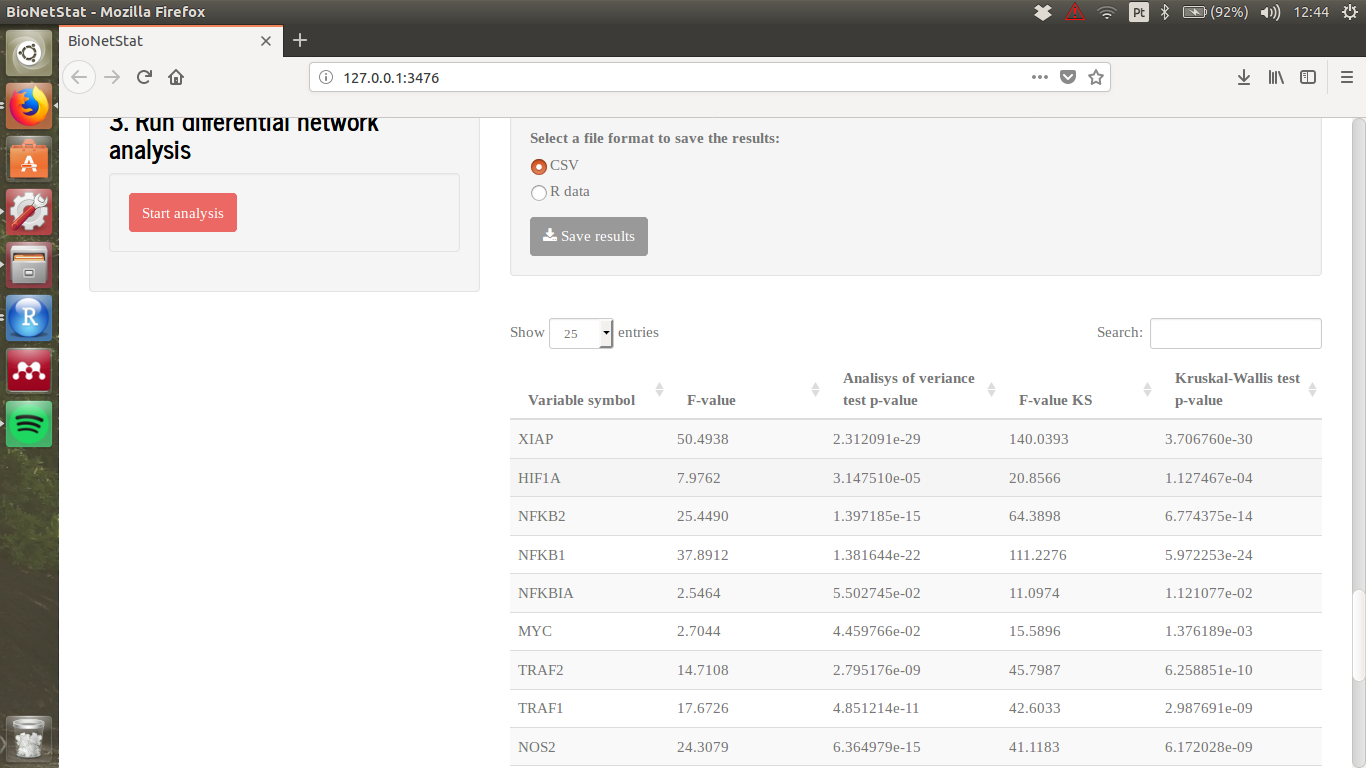 BioNetStat - Mozilla Firefox
Pt
(92%)
12:44
BioNetStat
127.0.0.1:3476
3. Run differential network
analysis
Start analysis
Select a file format to save the results:
CSV
R data
Save results
Show 25 entries
Search:
Variable symbol F-value Analisys of veriance test p-value F-value KS Kruskal-Wallis test p-value
XIAP 50.4938 2.312091e-29 140.0393 3.706760e-30
HIF1A 7.9762 3.147510e-05 20.8566 1.127467e-04
NFKB2 25.4490 1.397185e-15 64.3898 6.774375e-14
NFKB1 37.8912 1.381644e-22 111.2276 5.972253e-24
NFKBIA 2.5464 5.502745e-02 11.0974 1.121077e-02
MYC 2.7044 4.459766e-02 15.5896 1.376189e-03
TRAF2 14.7108 2.795176e-09 45.7987 6.258851e-10
TRAF1 17.6726 4.851214e-11 42.6033 2.987691e-09
NOS2 24.3079 6.364979e-15 41.1183 6.172028e-09